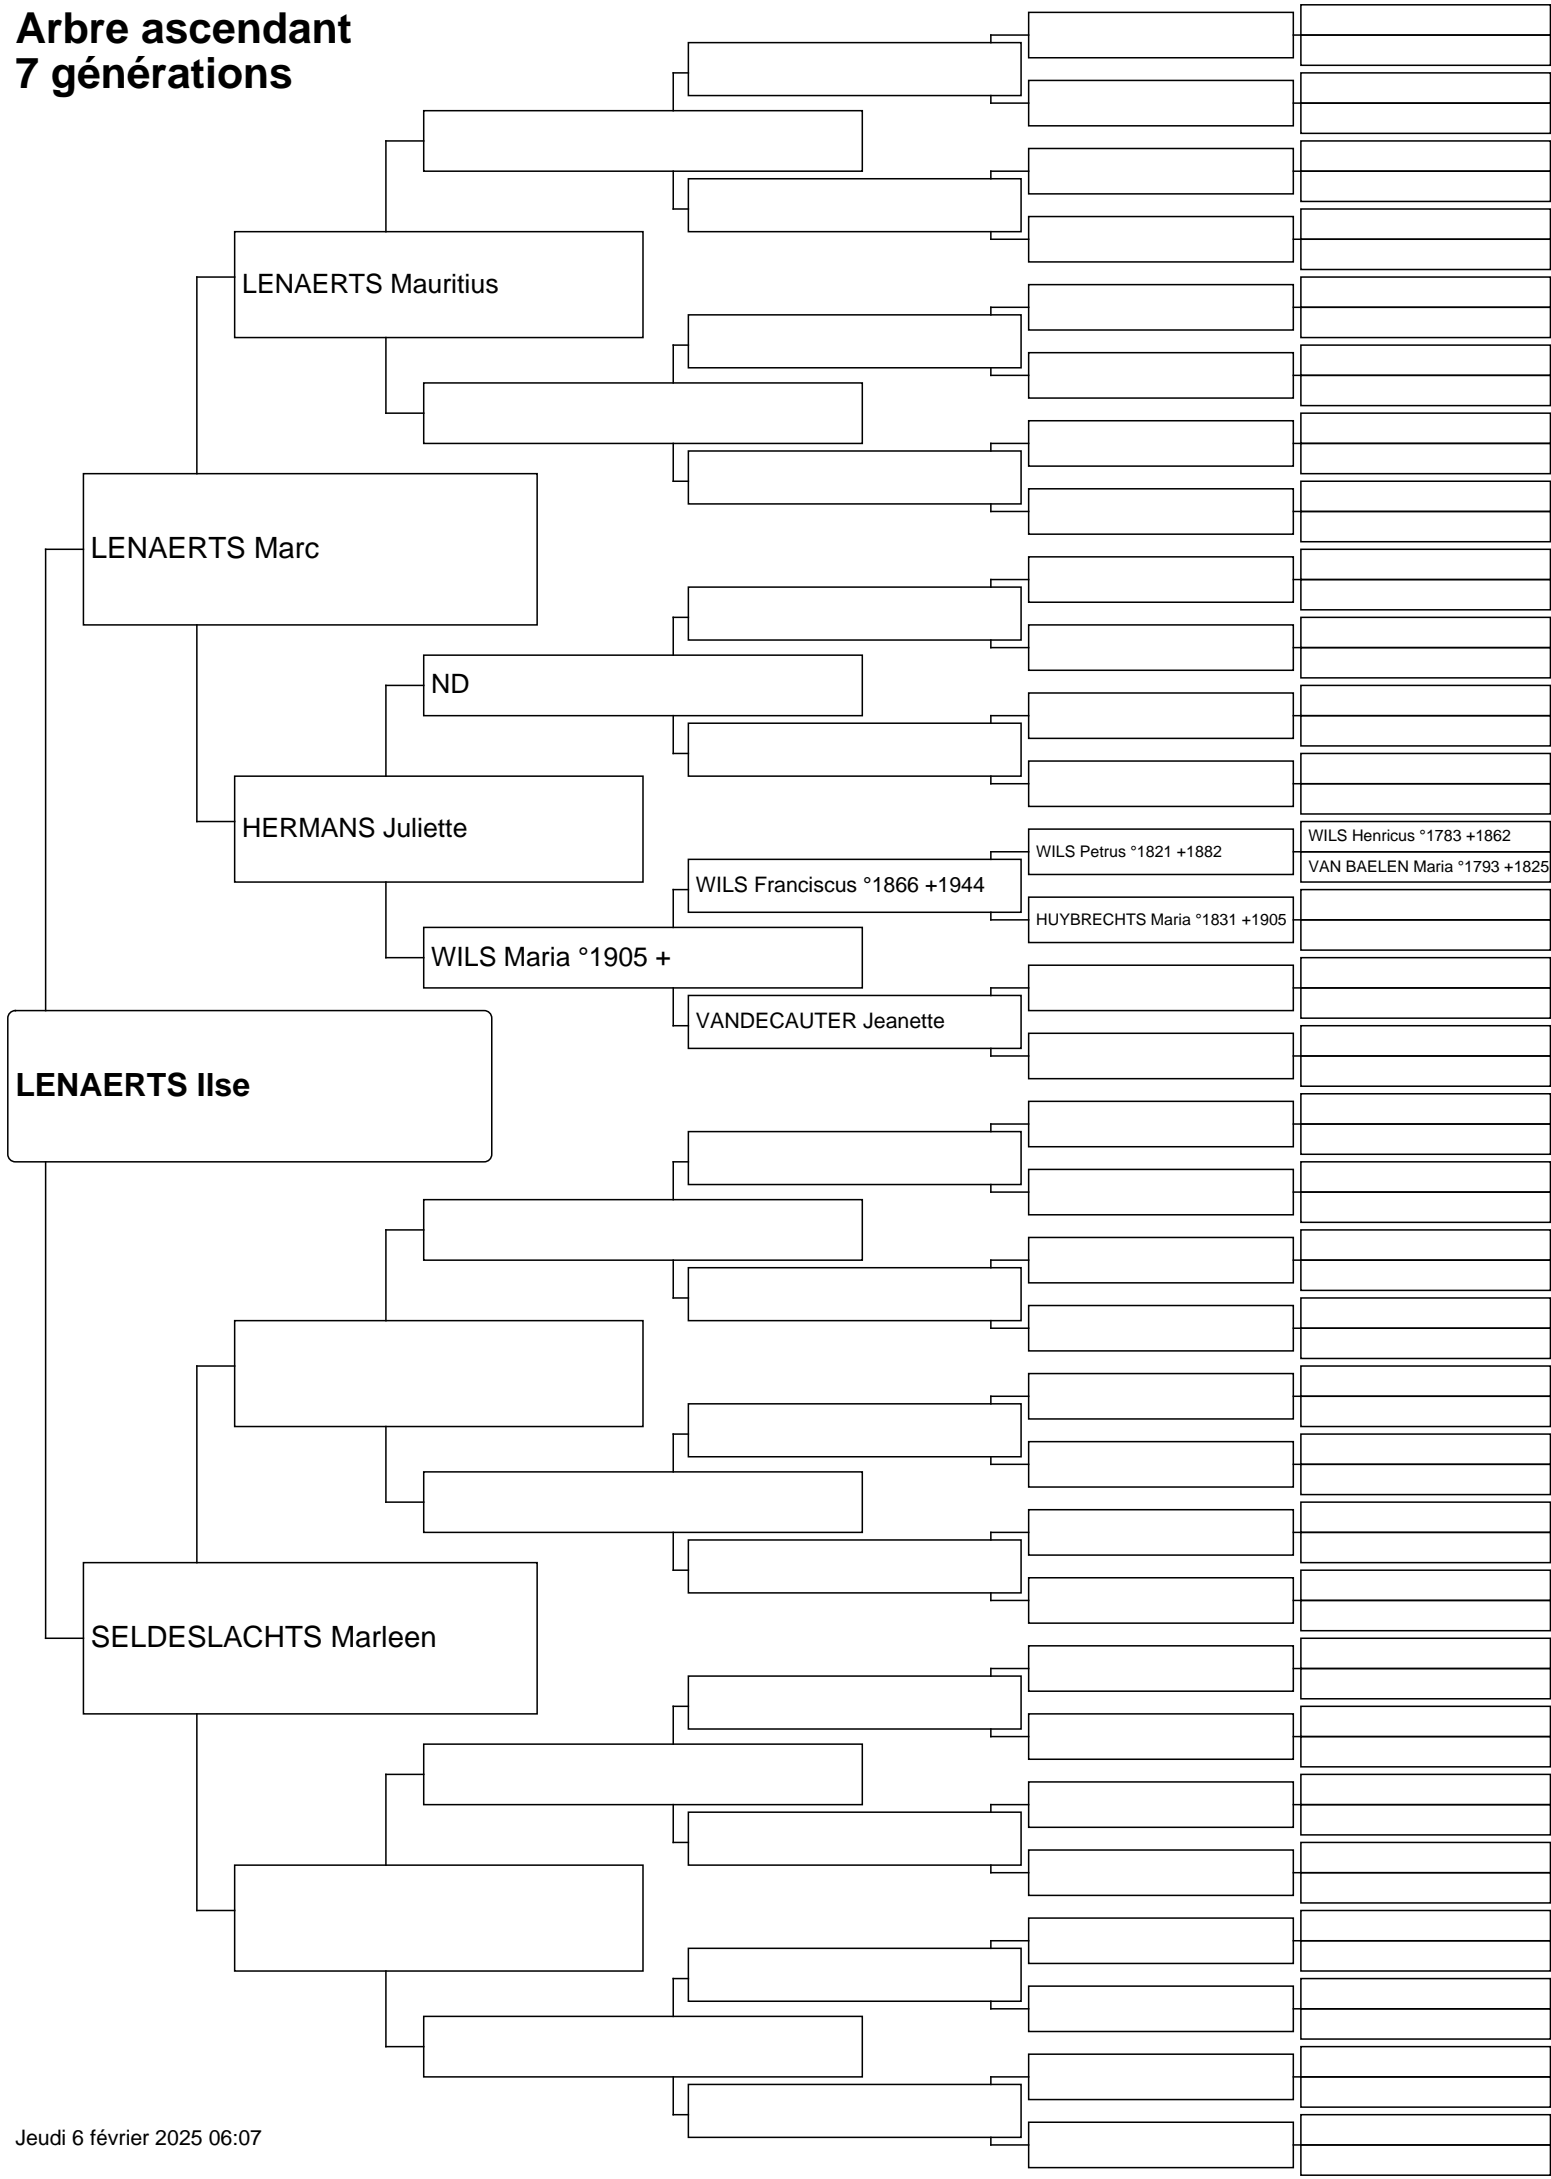 Arbre ascendant
7 générations
LENAERTS Mauritius
LENAERTS Marc
ND
HERMANS Juliette
WILS Henricus °1783 +1862
WILS Petrus °1821 +1882
VAN BAELEN Maria °1793 +1825
WILS Franciscus °1866 +1944
HUYBRECHTS Maria °1831 +1905
WILS Maria °1905 +
VANDECAUTER Jeanette
LENAERTS Ilse
SELDESLACHTS Marleen
Jeudi 6 février 2025 06:07